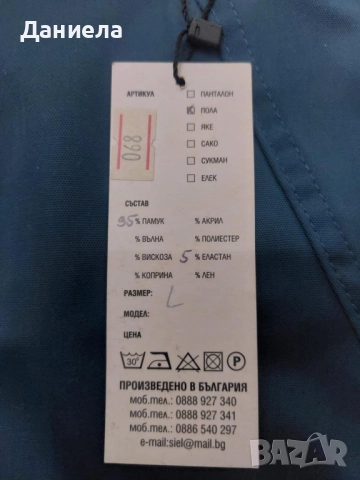 Даниела
АРТИКУЛ
ПАНТАЛОН
ПОЛА
ЯКЕ
САКО
СУКМАН
ЕЛЕК
068
СЪСТАВ
95 % ПАМУК % АКРИЛ
% ВЪЛНА % ПОЛИЕСТЕР
% ВИСКОЗА 5 % ЕЛАСТАН
% КОПРИНА % ЛЕН
РАЗМЕР: L
МОДЕЛ:
ЦЕНА
30° P
ПРОИЗВЕДЕНО В БЪЛГАРИЯ
моб.тел.: 0888 927 340
моб.тел.: 0888 927 341
моб.тел.: 0886 540 297
e-mail:siel@mail.bg
BAZAR